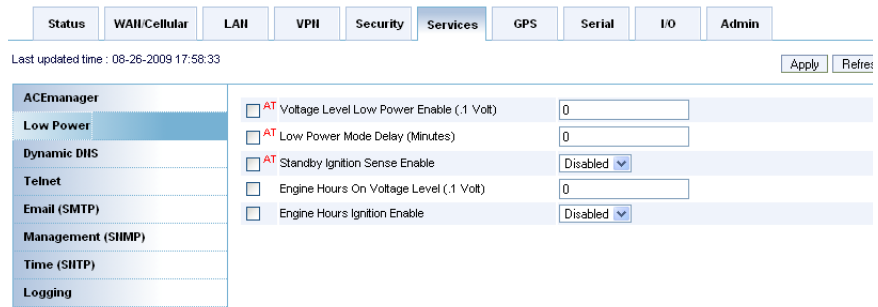 Status WAN/Cellular LAN VPN Security Services GPS Serial I/O Admin
Last updated time : 08-26-2009 17:58:33
Apply Refres
ACEmanager
Low Power
Dynamic DNS
Telnet
Email (SMTP)
Management (SNMP)
Time (SNTP)
Logging
AT Voltage Level Low Power Enable (.1 Volt) 0
AT Low Power Mode Delay (Minutes) 0
AT Standby Ignition Sense Enable Disabled
Engine Hours On Voltage Level (.1 Volt) 0
Engine Hours Ignition Enable Disabled